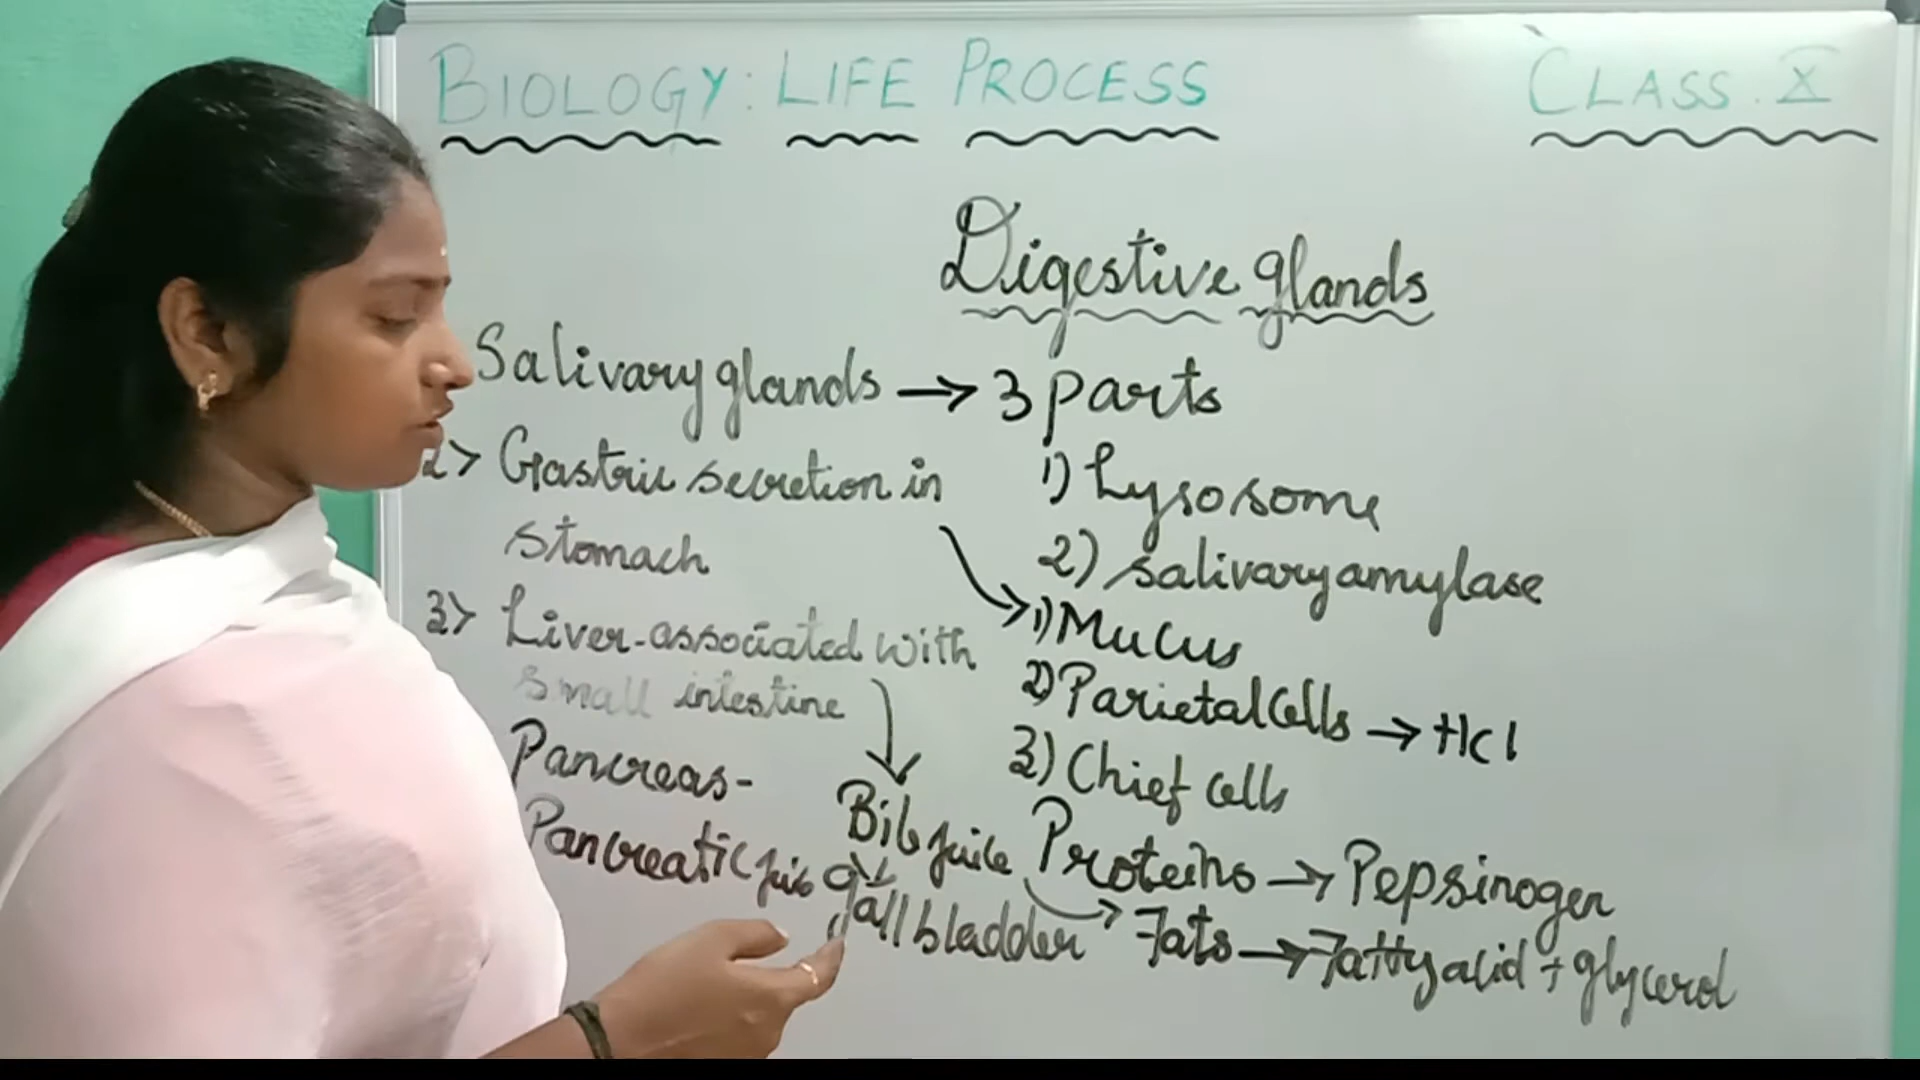 BIOLOGY: LIFE PROCESS
CLASS. X
Digestive glands
Salivary glands → 3 parts
1) Lysosome
2) salivary amylase
2> Gastric secretion in
stomach
1) Mucus
2) Parietal Cells → Hcl
3) Chief cells
Proteins → Pepsinogen
3> Liver-associated with
small intestine
Bile juice
Gall bladder
Fats → Fatty acid + glycerol
Pancreas-
Pancreatic juice